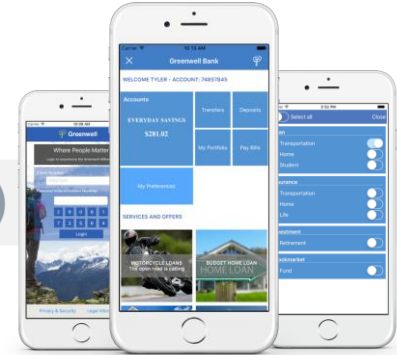 Carrier
10:15 AM
Greenwell Bank
WELCOME TYLER - ACCOUNT: 74857845
Accounts
EVERYDAY SAVINGS
$281.02
Transfers
Deposits
My Portfolio
Pay Bills
My Preferences
SERVICES AND OFFERS
MOTORCYCLE LOANS
The open road is calling
BUDGET HOME LOAN
HOME LOAN
Greenwell
Where People Matter
Login
Privacy & Security
Select all
Close
Transportation
Home
Student
Transportation
Home
Life
Retirement
Fund